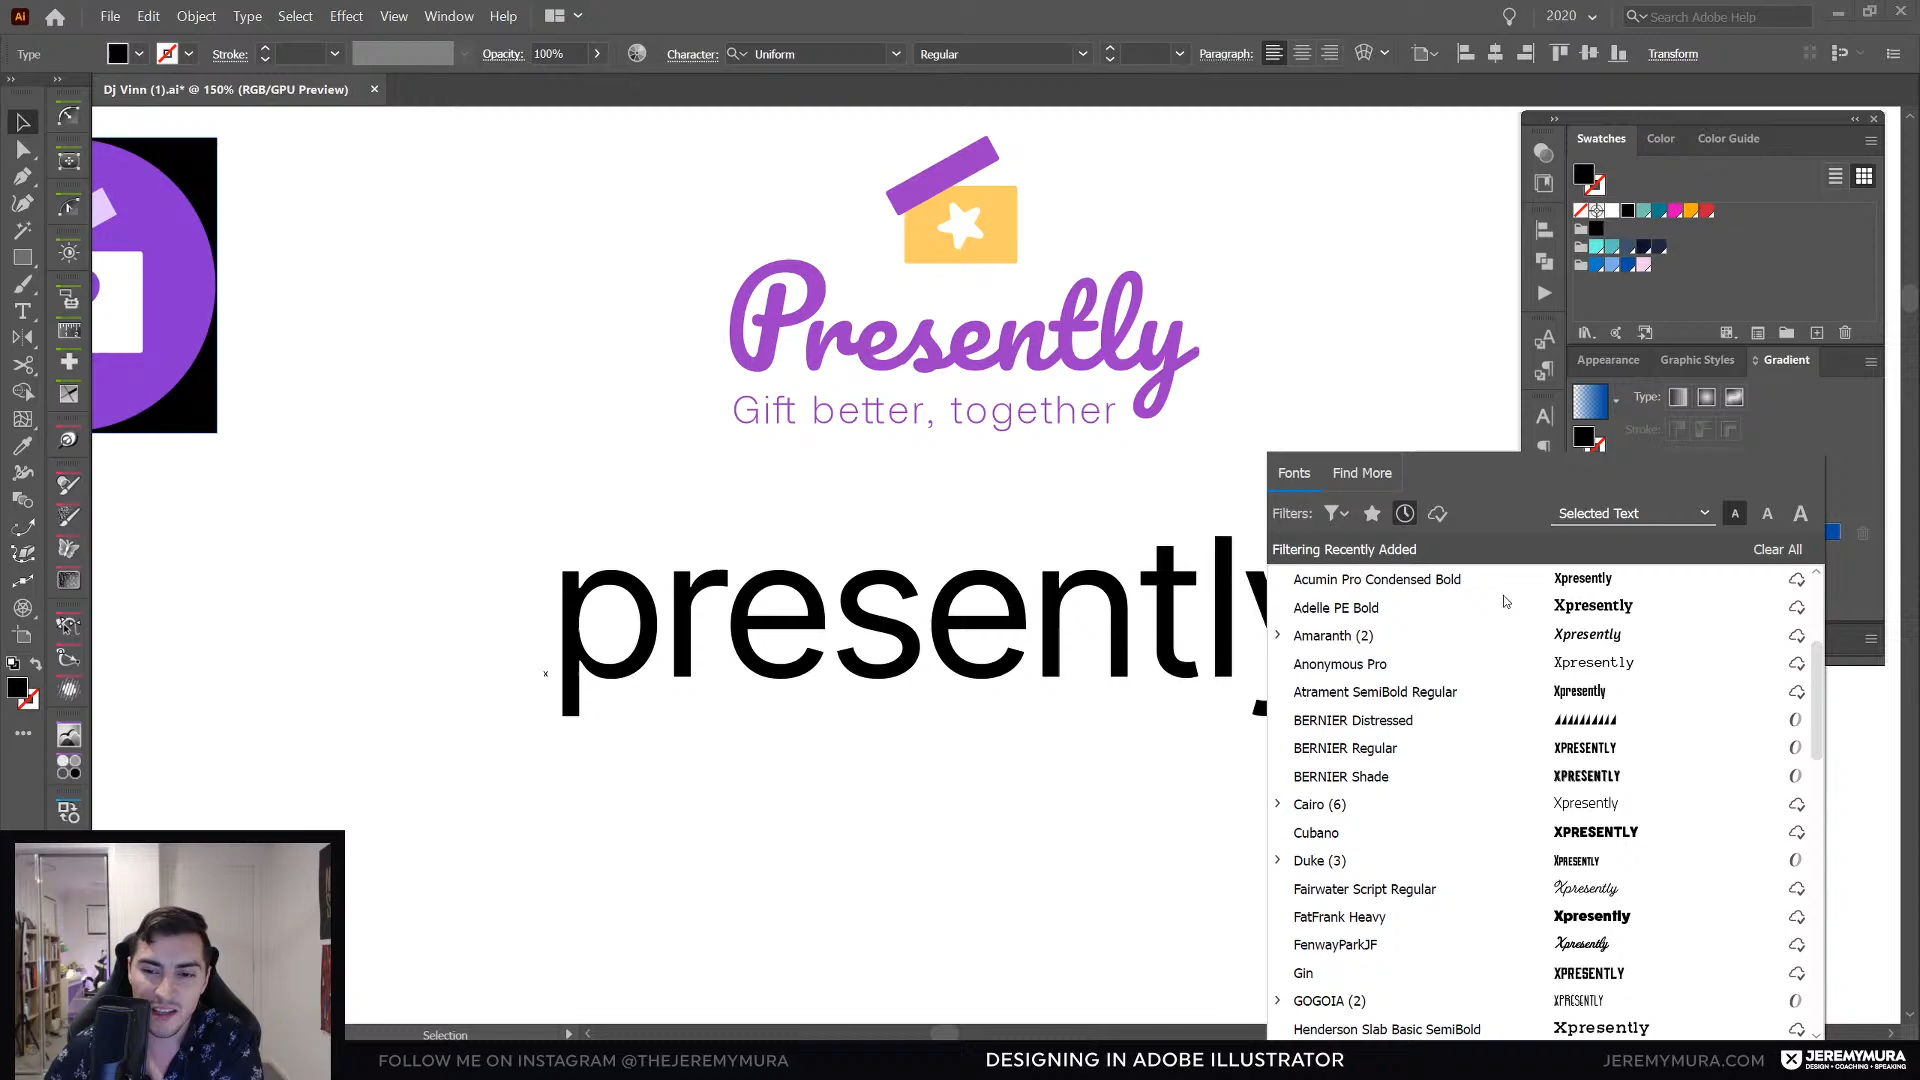 Ai File Edit Object Type Select Effect View Window Help 2020 Search Adobe Help
Type Stroke: Opacity: 100% Character: Uniform Regular Paragraph: Transform
Dj Vinn (1).ai* @ 150% (RGB/GPU Preview)
Swatches Color Color Guide
Presently
Gift better, together
Appearance Graphic Styles Gradient
Type:
Stroke:
presently
Fonts Find More
Filters: Selected Text A A A
Filtering Recently Added Clear All
Acumin Pro Condensed Bold Xpresently
Adelle PE Bold Xpresently
Amaranth (2) Xpresently
Anonymous Pro Xpresently
Atrament SemiBold Regular Xpresently
BERNIER Distressed
BERNIER Regular XPRESENTLY
BERNIER Shade XPRESENTLY
Cairo (6) Xpresently
Cubano XPRESENTLY
Duke (3) XPRESENTLY
Fairwater Script Regular Xpresently
FatFrank Heavy Xpresently
FenwayParkJF Xpresently
Gin XPRESENTLY
GOGOIA (2) XPRESENTLY
Henderson Slab Basic SemiBold Xpresently
Selection
FOLLOW ME ON INSTAGRAM @THEJEREMYMURA DESIGNING IN ADOBE ILLUSTRATOR JEREMYMURA.COM JEREMYMURA
DESIGN • COACHING • SPEAKING